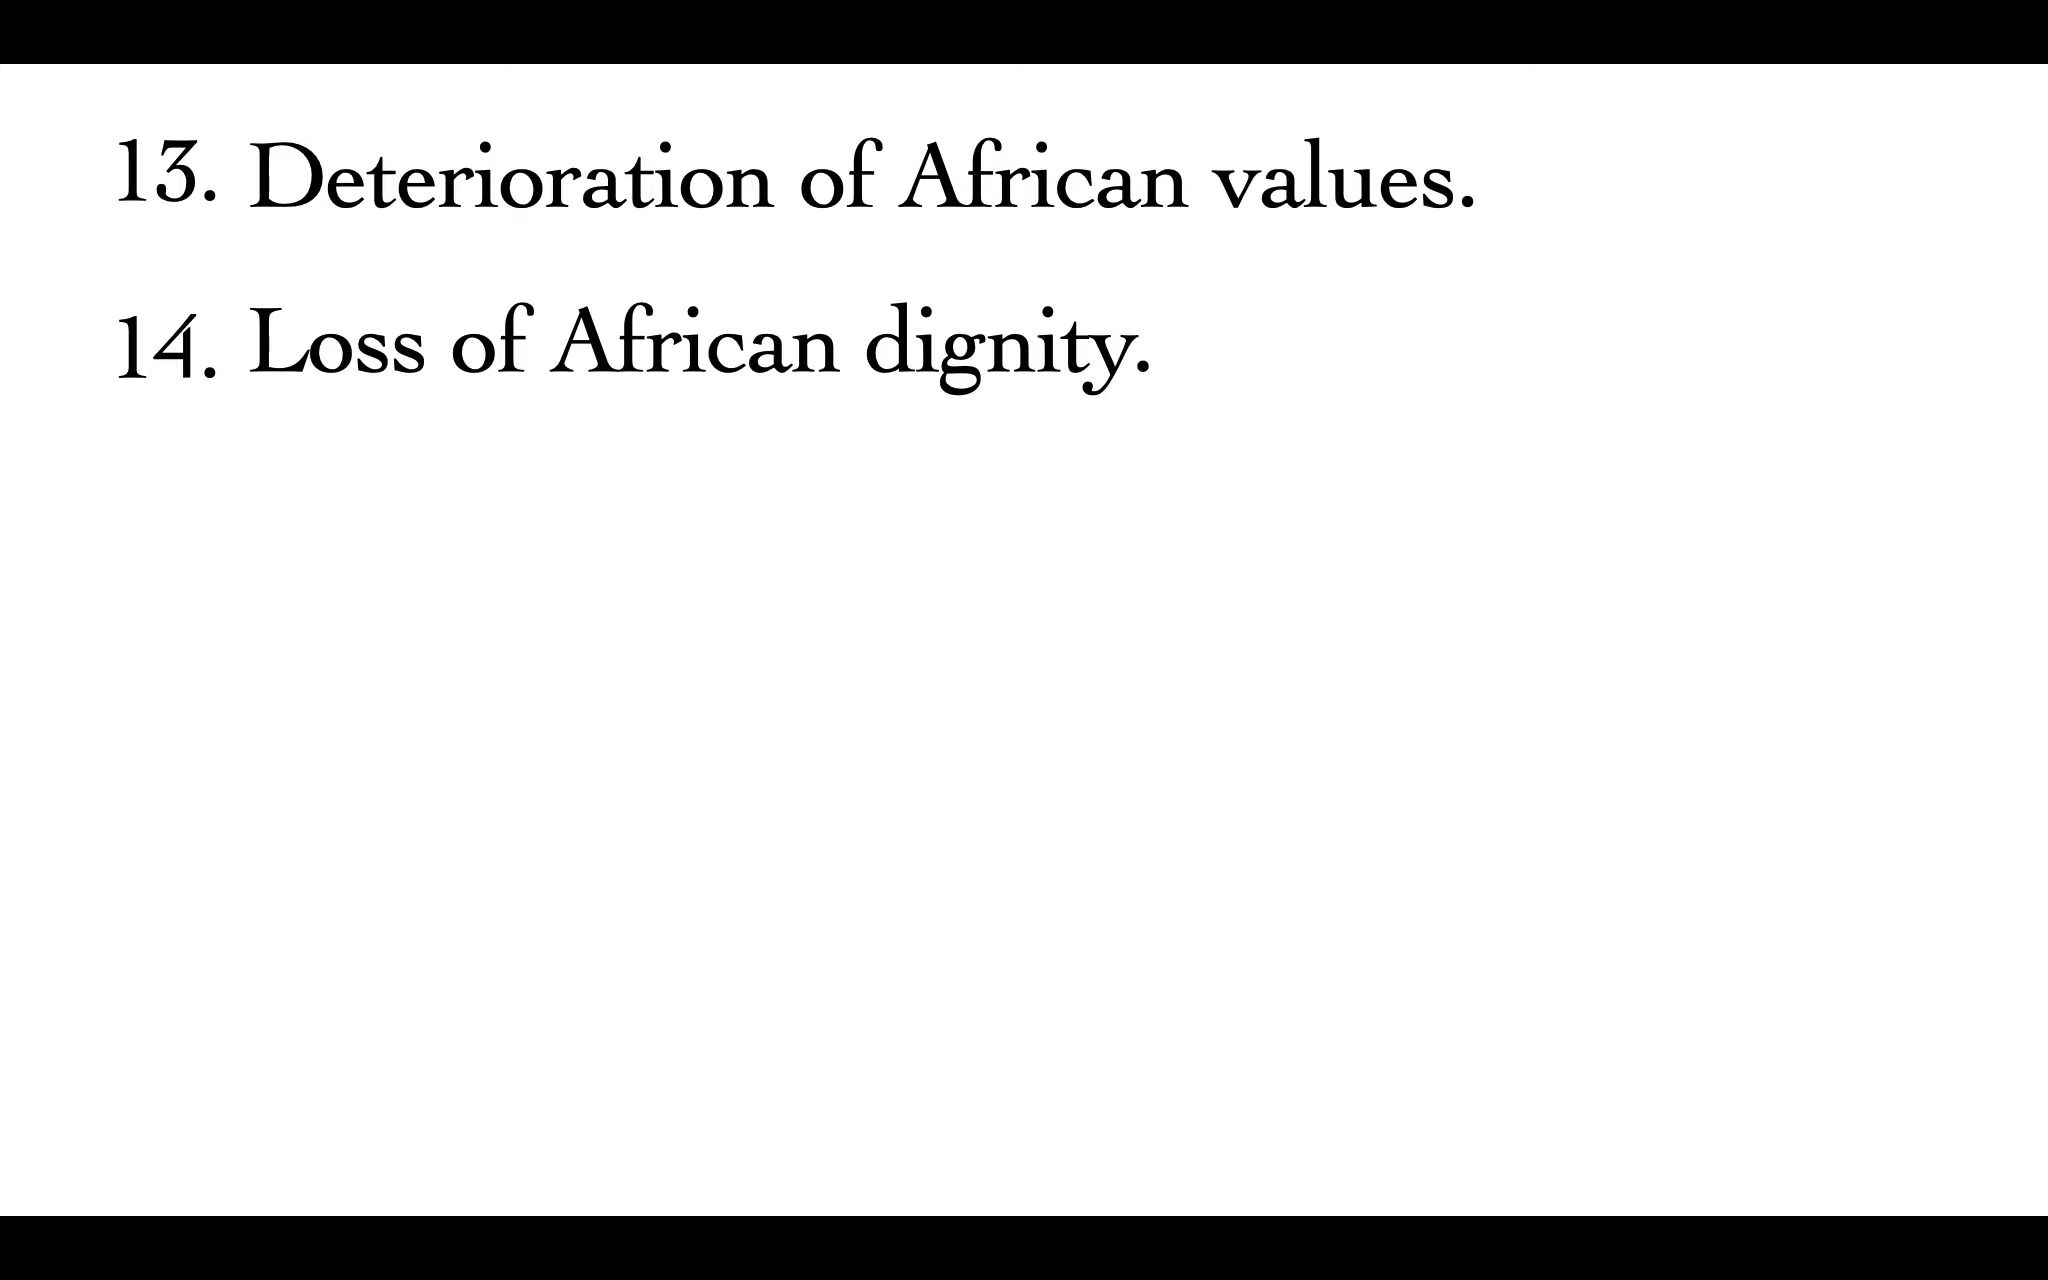 13. Deterioration of African values.
14. Loss of African dignity.